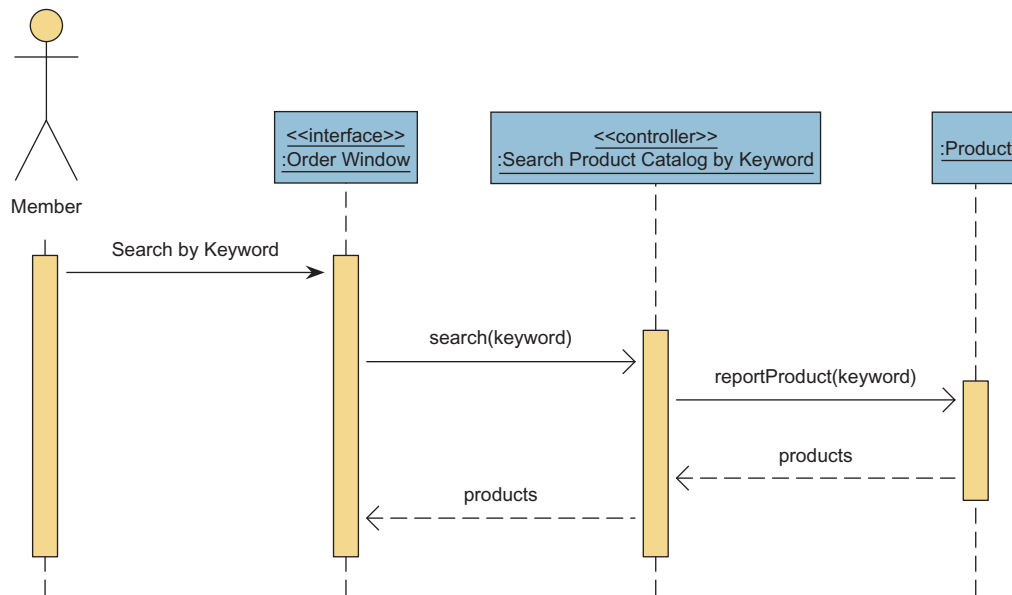 <<interface>>
:Order Window
<<controller>>
:Search Product Catalog by Keyword
:Product
Member
Search by Keyword
search(keyword)
reportProduct(keyword)
products
products